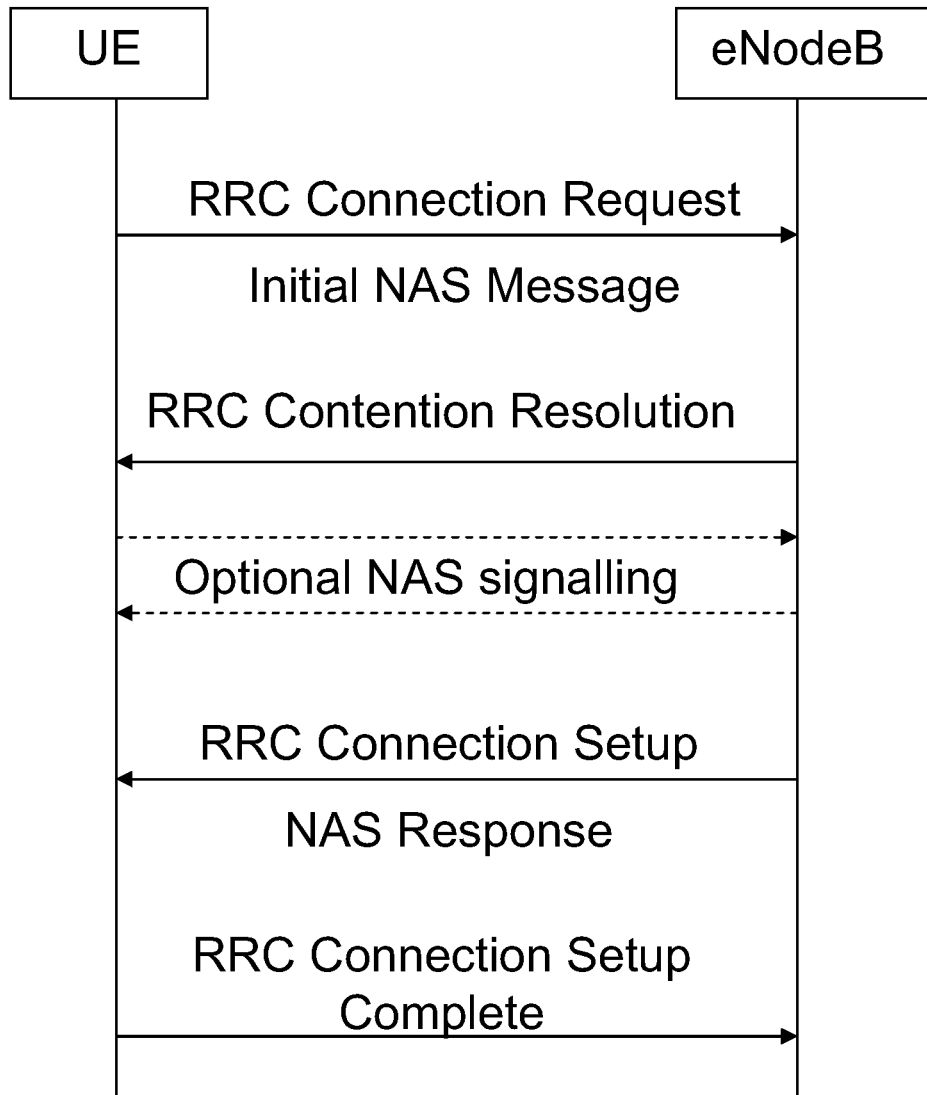 UE
eNodeB
RRC Connection Request
Initial NAS Message
RRC Contention Resolution
Optional NAS signalling
RRC Connection Setup
NAS Response
RRC Connection Setup
Complete